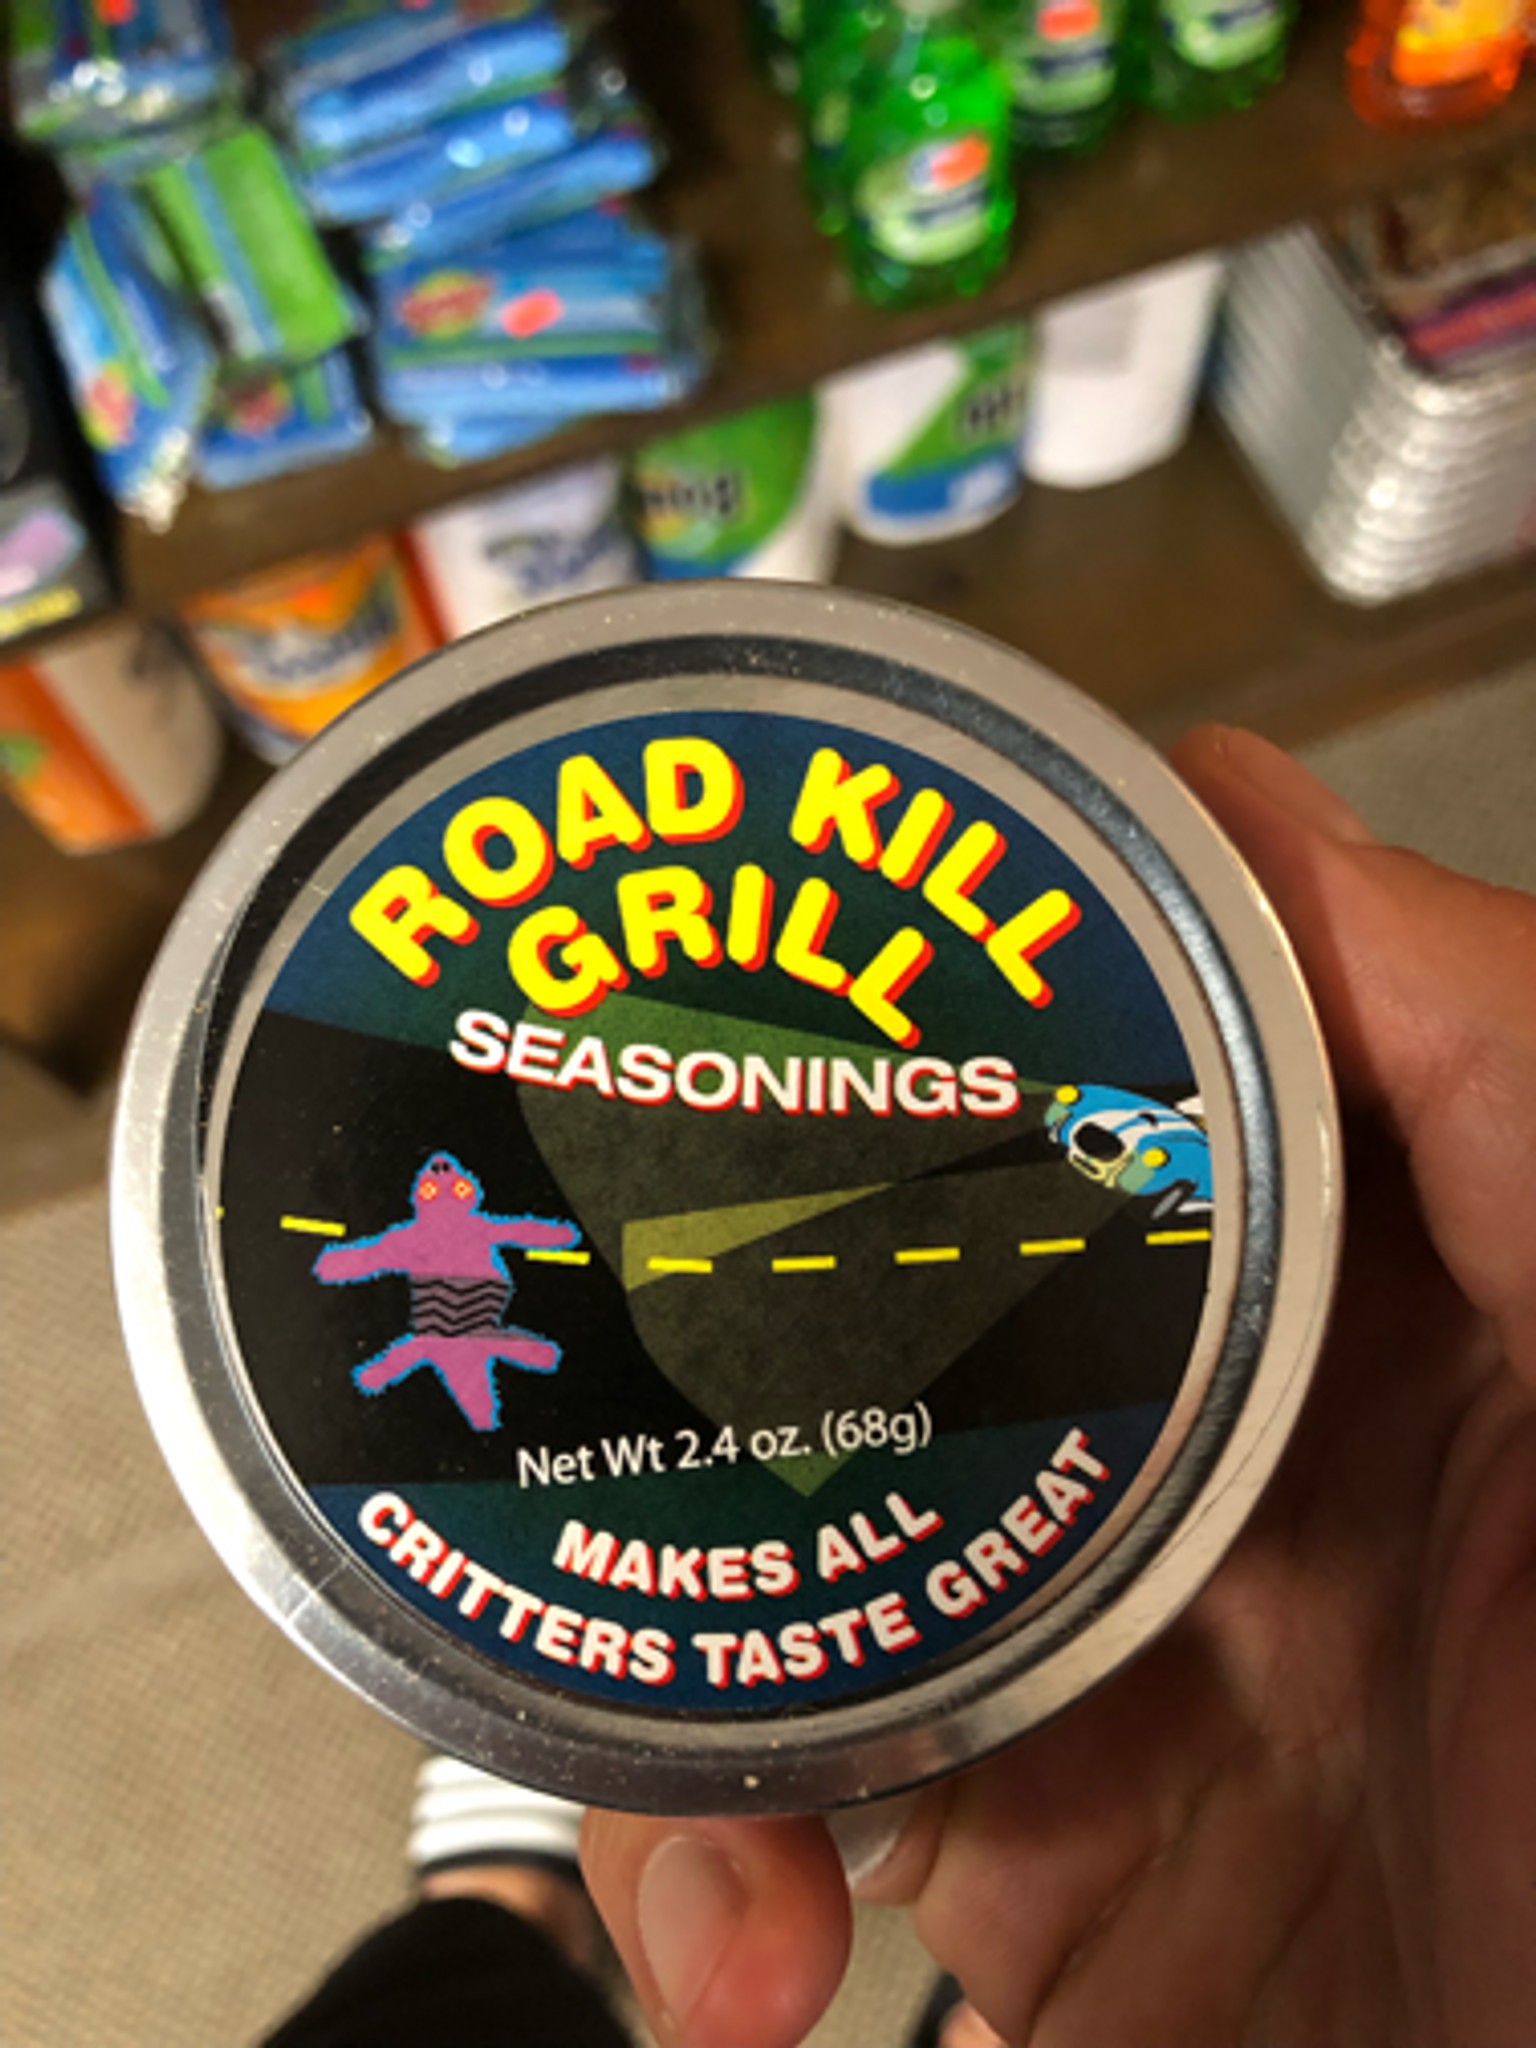 ROAD KILL
GRILL
SEASONINGS
Net Wt 2.4 oz. (68g)
MAKES ALL
CRITTERS TASTE GREAT